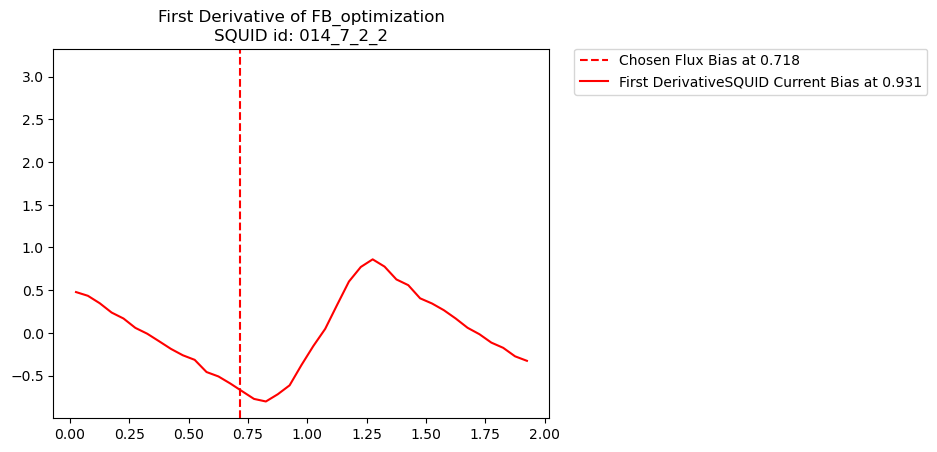 First Derivative of FB_optimization
SQUID id: 014_7_2_2
Chosen Flux Bias at 0.718
First DerivativeSQUID Current Bias at 0.931
3.0
2.5
2.0
1.5
1.0
0.5
0.0
−0.5
0.00 0.25 0.50 0.75 1.00 1.25 1.50 1.75 2.00